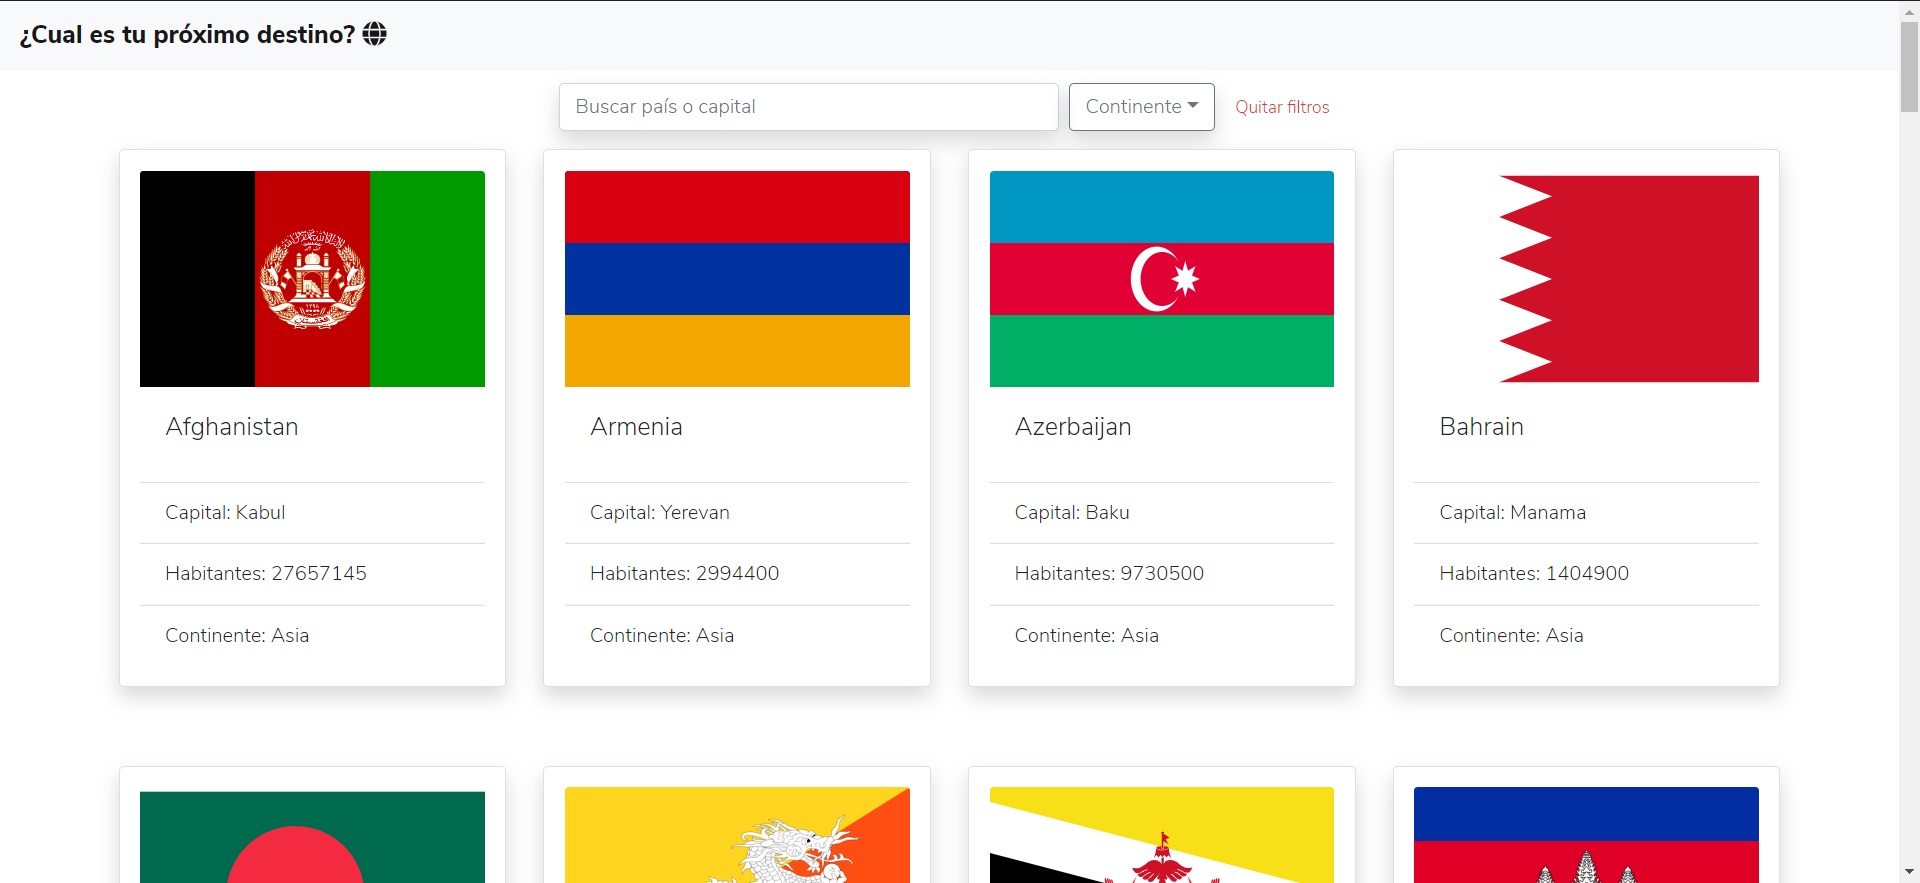 ¿Cual es tu próximo destino?
Buscar país o capital
Continente
Quitar filtros
Afghanistan
Capital: Kabul
Habitantes: 27657145
Continente: Asia
Armenia
Capital: Yerevan
Habitantes: 2994400
Continente: Asia
Azerbaijan
Capital: Baku
Habitantes: 9730500
Continente: Asia
Bahrain
Capital: Manama
Habitantes: 1404900
Continente: Asia